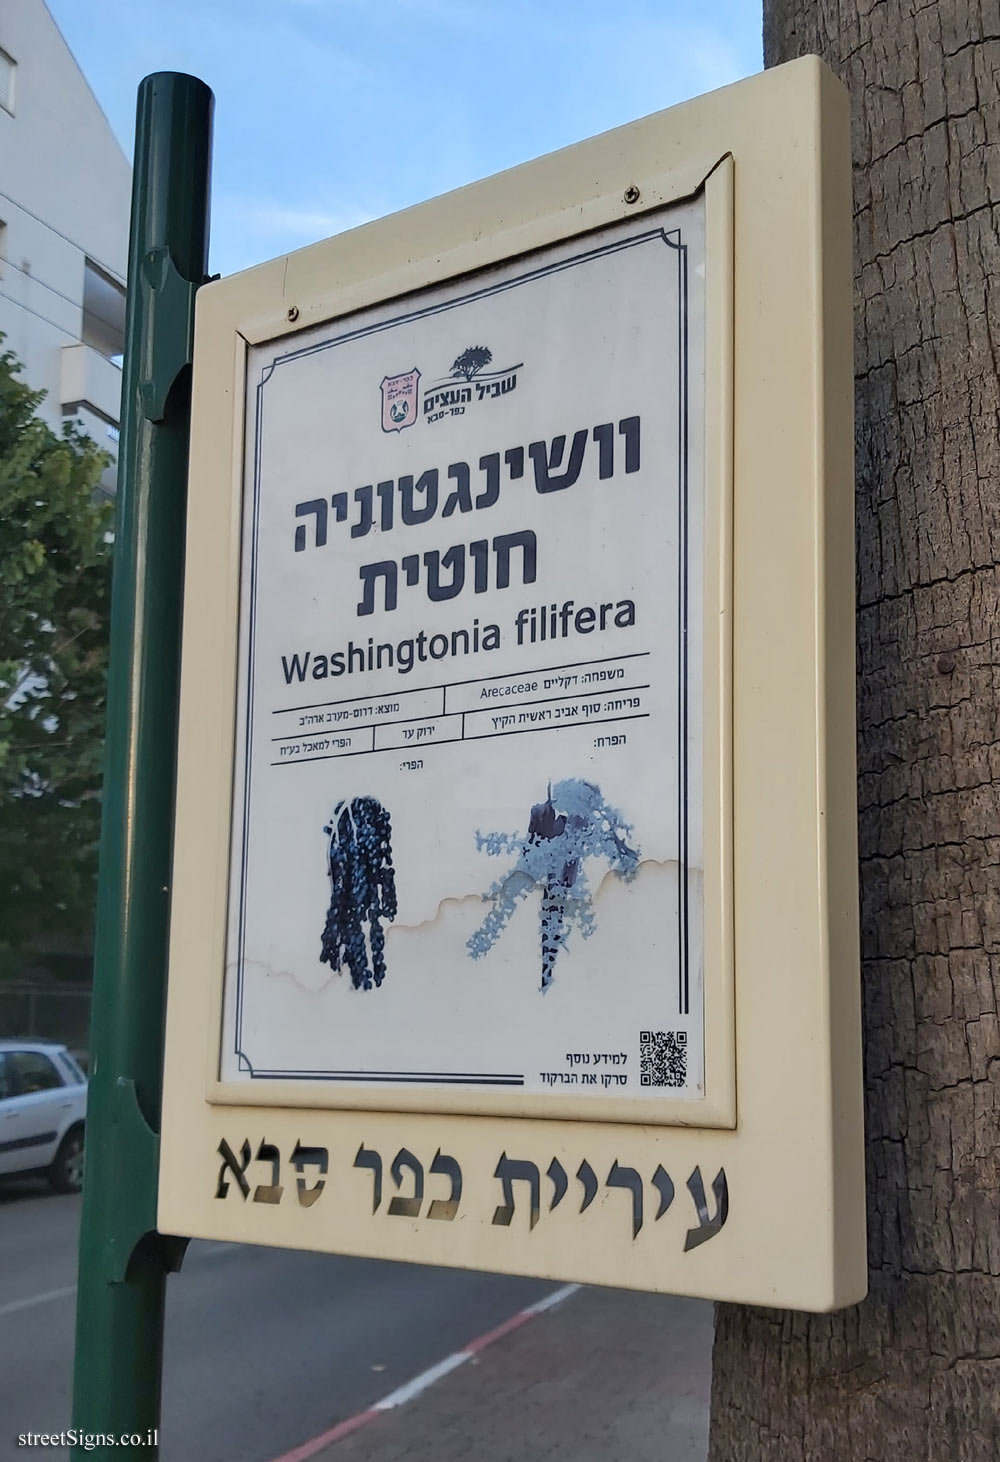 כפר-סבא
שביל העצים
כפר-סבא
וושינגטוניה
חוטית
Washingtonia filifera
משפחה: דקליים Arecaceae
מוצא: דרום-מערב ארה"ב
פריחה: סוף אביב ראשית הקיץ
ירוק עד
הפרי למאכל בע"ח
הפרח:
הפרי:
למידע נוסף
סרקו את הברקוד
עיריית כפר סבא
streetSigns.co.il